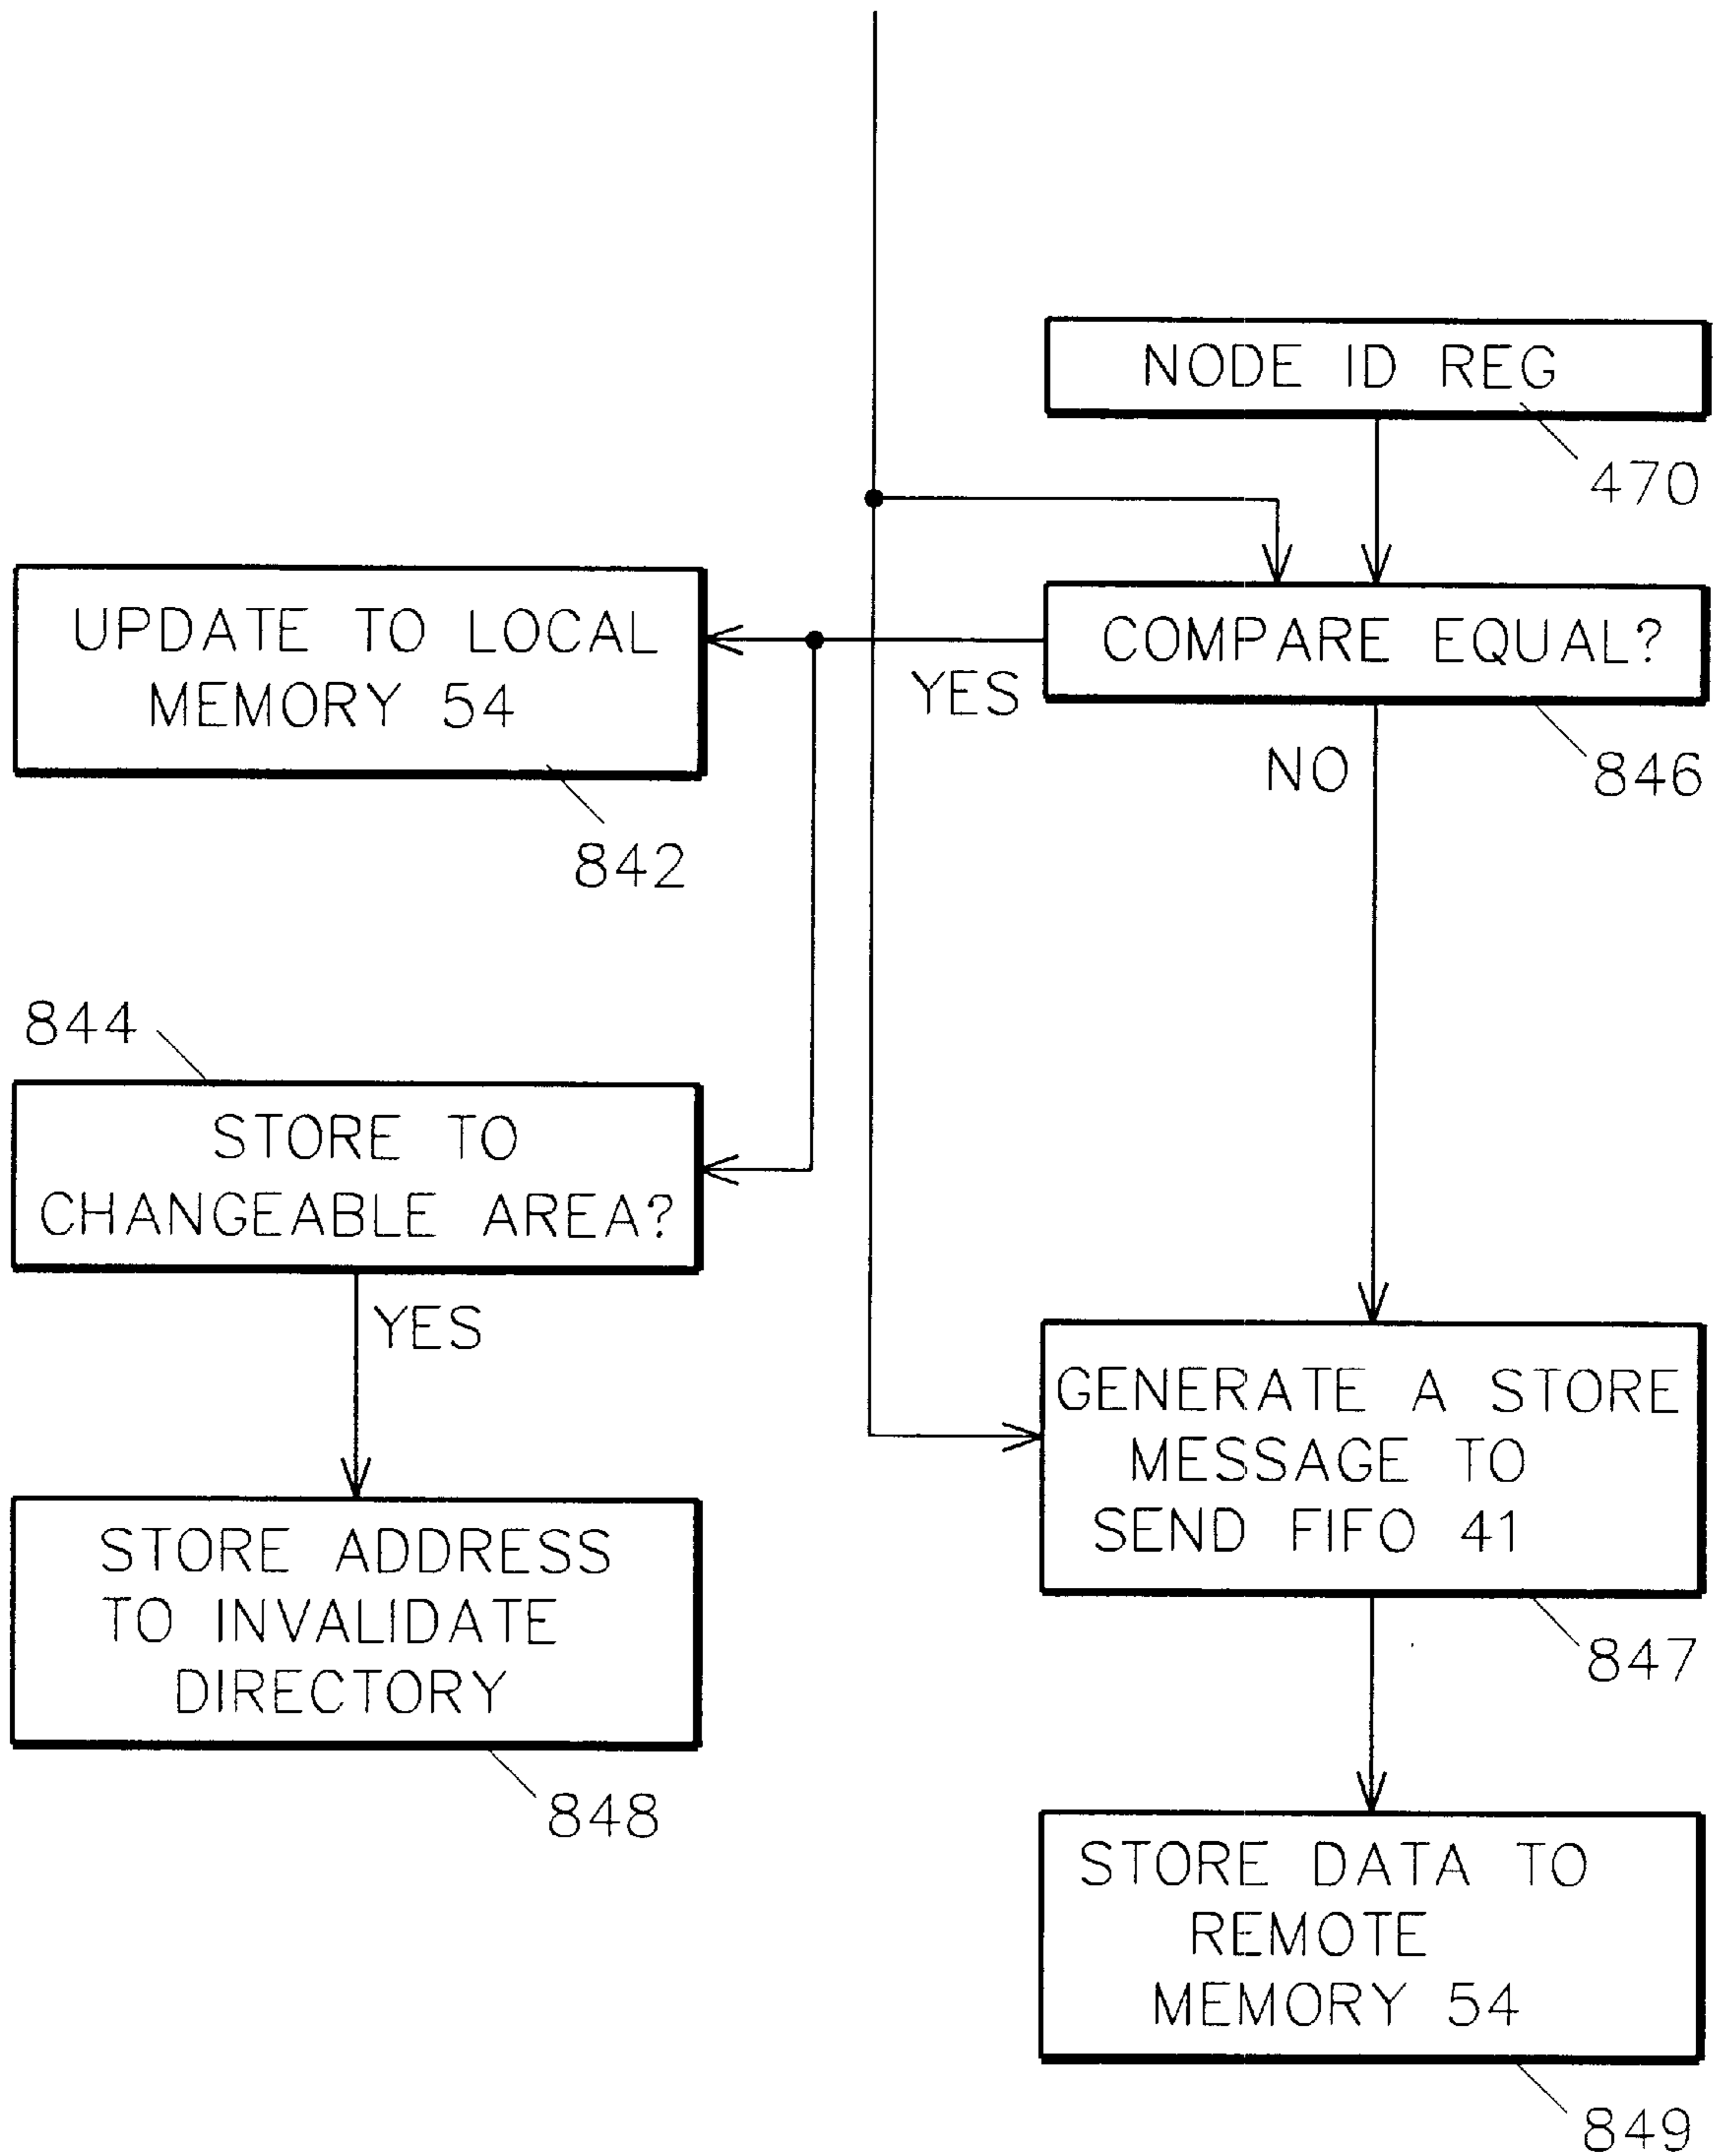 NODE ID REG
470
UPDATE TO LOCAL
MEMORY 54
842
COMPARE EQUAL?
846
YES
NO
844
STORE TO
CHANGEABLE AREA?
YES
STORE ADDRESS
TO INVALIDATE
DIRECTORY
848
GENERATE A STORE
MESSAGE TO
SEND FIFO 41
847
STORE DATA TO
REMOTE
MEMORY 54
849